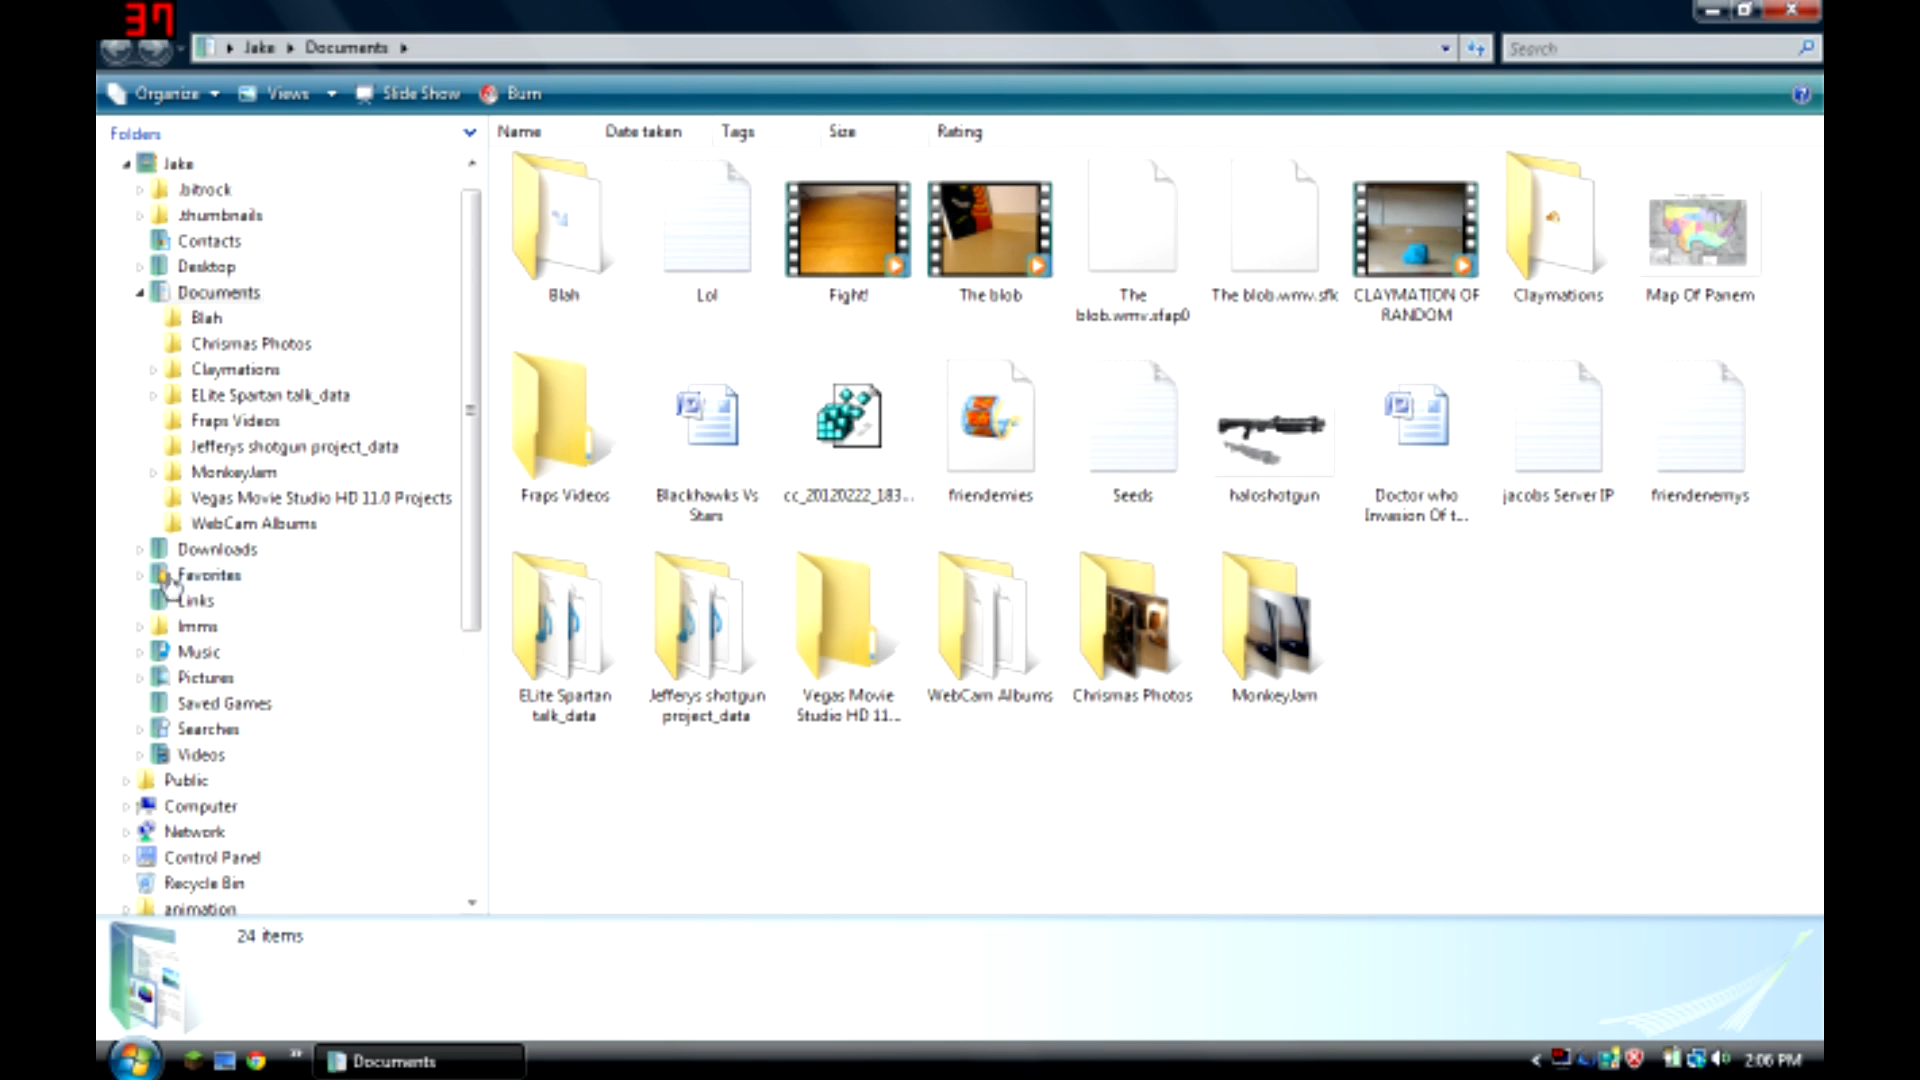 37
Jake Documents
Search
Organize Views Slide Show Burn
Folders
Name Date taken Tags Size Rating
Jake
.bitrock
.thumbnails
Contacts
Desktop
Documents
Blah
Chrismas Photos
Claymations
ELite Spartan talk_data
Fraps Videos
Jefferys shotgun project_data
MonkeyJam
Vegas Movie Studio HD 11.0 Projects
WebCam Albums
Downloads
Favorites
Links
Music
Pictures
Saved Games
Searches
Videos
Public
Computer
Network
Control Panel
Recycle Bin
animation
Blah
Lol
Fight!
The blob
The
blob.wmv.sfap0
The blob.wmv.sfk
CLAYMATION OF
RANDOM
Claymations
Map Of Panem
Fraps Videos
Blackhawks Vs
Stars
cc_20120222_183...
friendemies
Seeds
haloshotgun
Doctor who
Invasion Of t...
jacobs Server IP
friendenemys
ELite Spartan
talk_data
Jefferys shotgun
project_data
Vegas Movie
Studio HD 11...
WebCam Albums
Chrismas Photos
MonkeyJam
24 items
Documents
2:06 PM